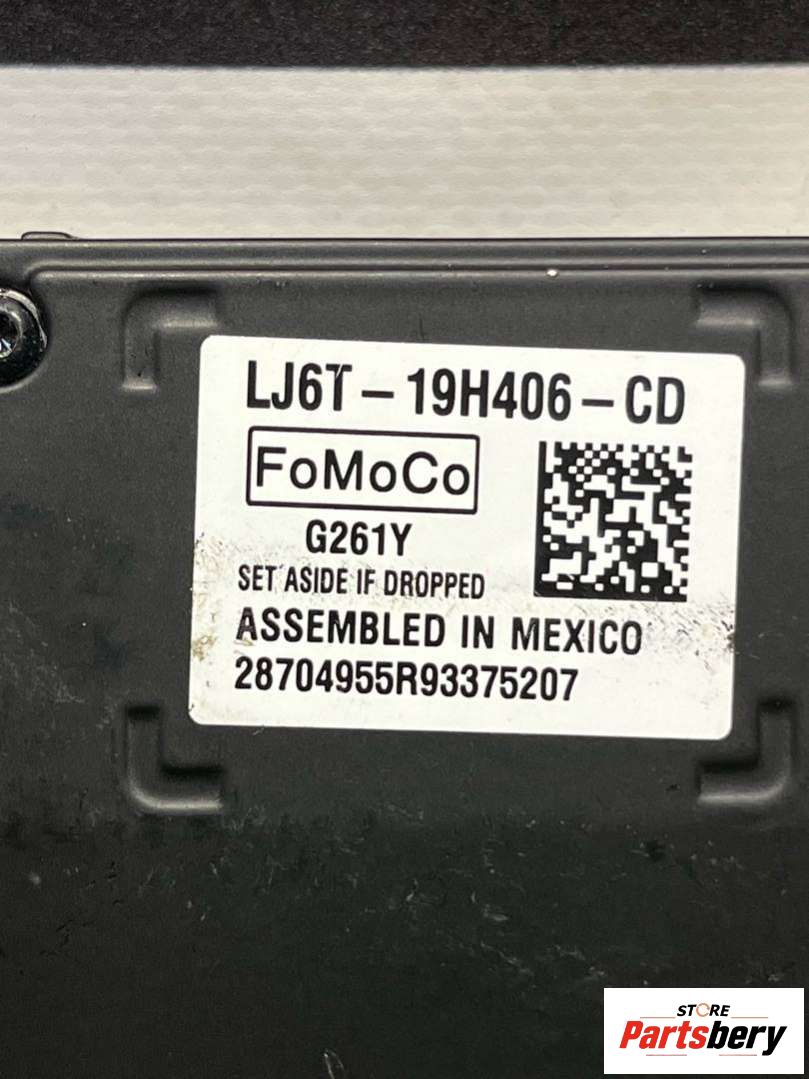 LJ6T-19H406-CD
FoMoCo
G261Y
SET ASIDE IF DROPPED
ASSEMBLED IN MEXICO
28704955R93375207
STORE
Partsbery